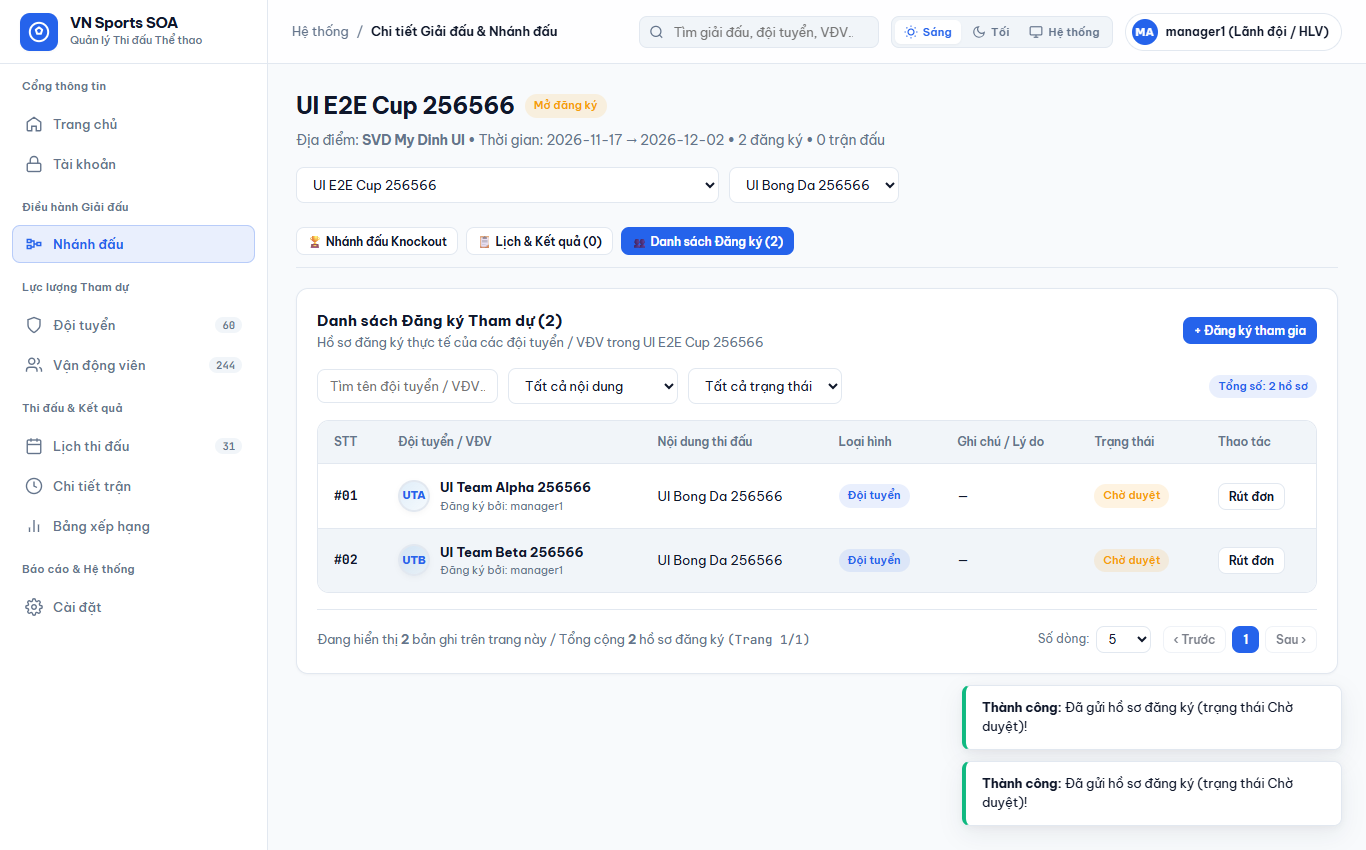 VN Sports SOA
Quản lý Thi đấu Thể thao
Hệ thống / Chi tiết Giải đấu & Nhánh đấu
Tìm giải đấu, đội tuyển, VĐV..
Sáng
Tối
Hệ thống
MA
manager1 (Lãnh đội / HLV)
Cổng thông tin
Trang chủ
Tài khoản
Điều hành Giải đấu
Nhánh đấu
Lực lượng Tham dự
Đội tuyển 60
Vận động viên 244
Thi đấu & Kết quả
Lịch thi đấu 31
Chi tiết trận
Bảng xếp hạng
Báo cáo & Hệ thống
Cài đặt
UI E2E Cup 256566 Mở đăng ký
Địa điểm: SVD My Dinh UI • Thời gian: 2026-11-17 → 2026-12-02 • 2 đăng ký • 0 trận đấu
UI E2E Cup 256566
UI Bong Da 256566
Nhánh đấu Knockout
Lịch & Kết quả (0)
Danh sách Đăng ký (2)
Danh sách Đăng ký Tham dự (2)
Hồ sơ đăng ký thực tế của các đội tuyển / VĐV trong UI E2E Cup 256566
+ Đăng ký tham gia
Tìm tên đội tuyển / VĐV..
Tất cả nội dung
Tất cả trạng thái
Tổng số: 2 hồ sơ
STT Đội tuyển / VĐV Nội dung thi đấu Loại hình Ghi chú / Lý do Trạng thái Thao tác
#01 UTA UI Team Alpha 256566 UI Bong Da 256566 Đội tuyển — Chờ duyệt Rút đơn
Đăng ký bởi: manager1
#02 UTB UI Team Beta 256566 UI Bong Da 256566 Đội tuyển — Chờ duyệt Rút đơn
Đăng ký bởi: manager1
Đang hiển thị 2 bản ghi trên trang này / Tổng cộng 2 hồ sơ đăng ký (Trang 1/1)
Số dòng: 5 ‹ Trước 1 Sau ›
Thành công: Đã gửi hồ sơ đăng ký (trạng thái Chờ
duyệt)!
Thành công: Đã gửi hồ sơ đăng ký (trạng thái Chờ
duyệt)!